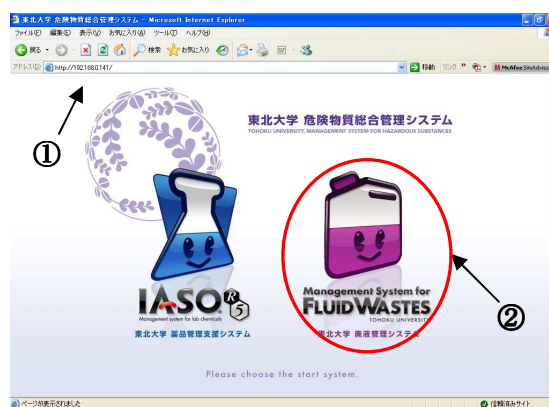 東北大学 危険物質総合管理システム - Microsoft Internet Explorer
ファイル(F) 編集(E) 表示(V) お気に入り(A) ツール(T) ヘルプ(H)
戻る 検索 お気に入り
アドレス(D) http://192.168.0.141/ 移動 リンク » McAfee SiteAdvisor
①
東北大学 危険物質総合管理システム
TOHOKU UNIVERSITY, MANAGEMENT SYSTEM FOR HAZARDOUS SUBSTANCES
IASO R5
Management system for lab chemicals
東北大学 薬品管理支援システム
Management System for
FLUID WASTES
TOHOKU UNIVERSITY
東北大学 廃液管理システム
②
Please choose the start system.
ページが表示されました 信頼済みサイト